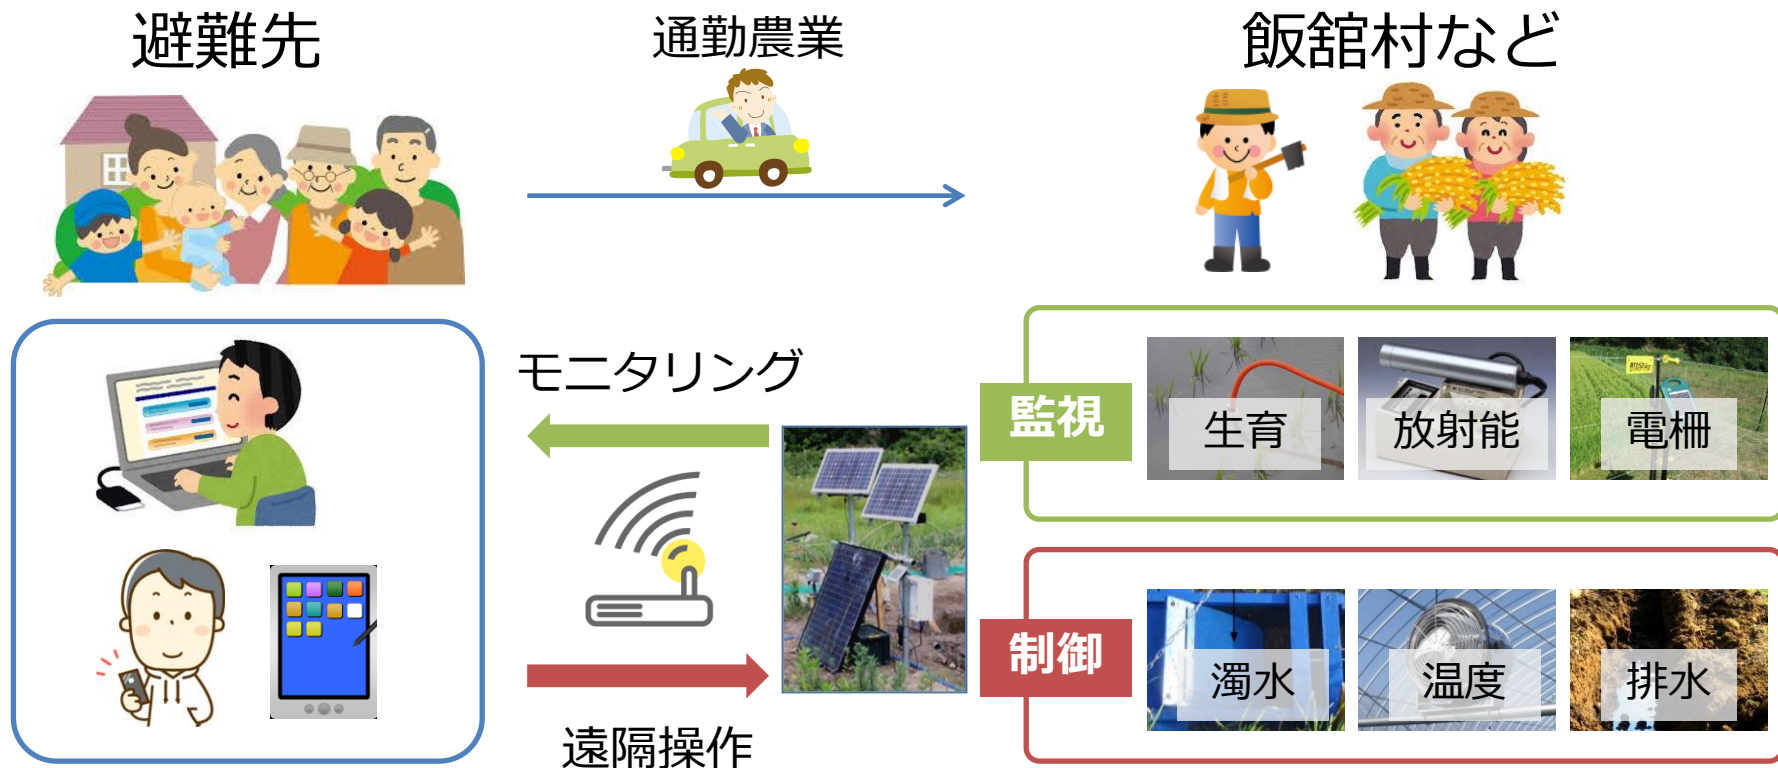 避難先
通勤農業
飯舘村など
モニタリング
監視
生育
放射能
電柵
制御
濁水
温度
排水
遠隔操作